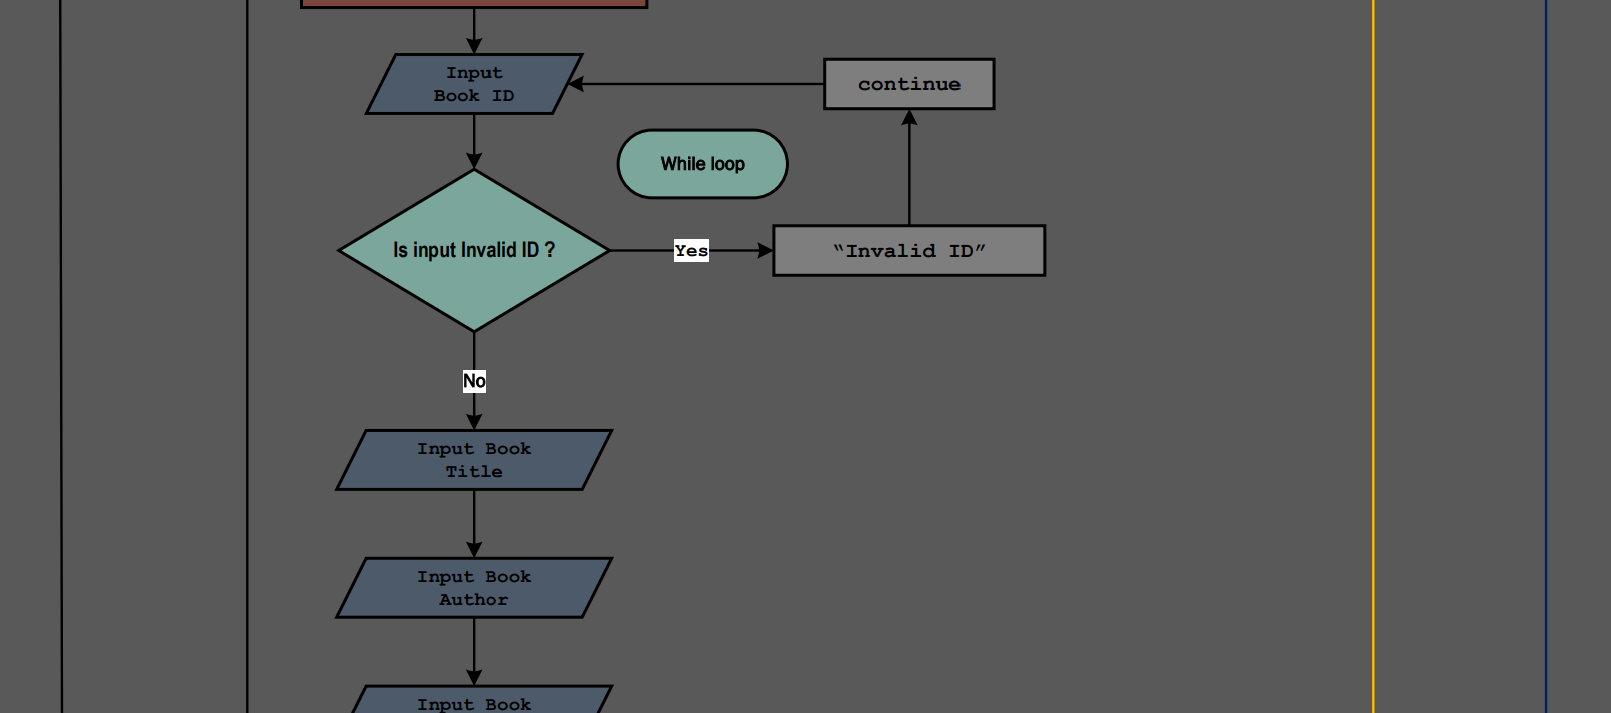 Input
Book ID
continue
While loop
Is input Invalid ID ?
Yes
“Invalid ID”
No
Input Book
Title
Input Book
Author
Input Book